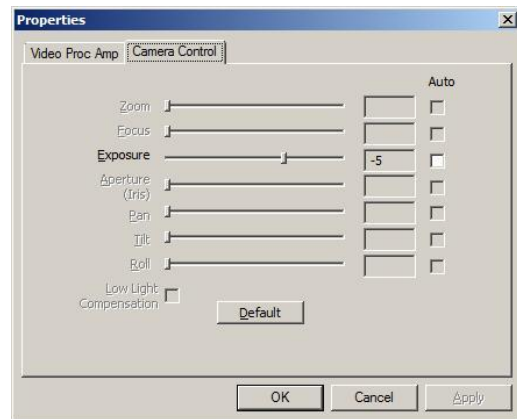 Properties
Video Proc Amp
Camera Control
Auto
Zoom
Focus
Exposure
-5
Aperture
(Iris)
Pan
Tilt
Roll
Low Light
Compensation
Default
OK
Cancel
Apply